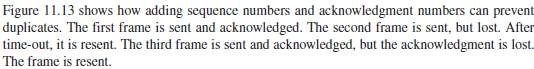 Figure 11.13 shows how adding sequence numbers and acknowledgment numbers can prevent
duplicates. The first frame is sent and acknowledged. The second frame is sent, but lost. After
time-out, it is resent. The third frame is sent and acknowledged, but the acknowledgment is lost.
The frame is resent.